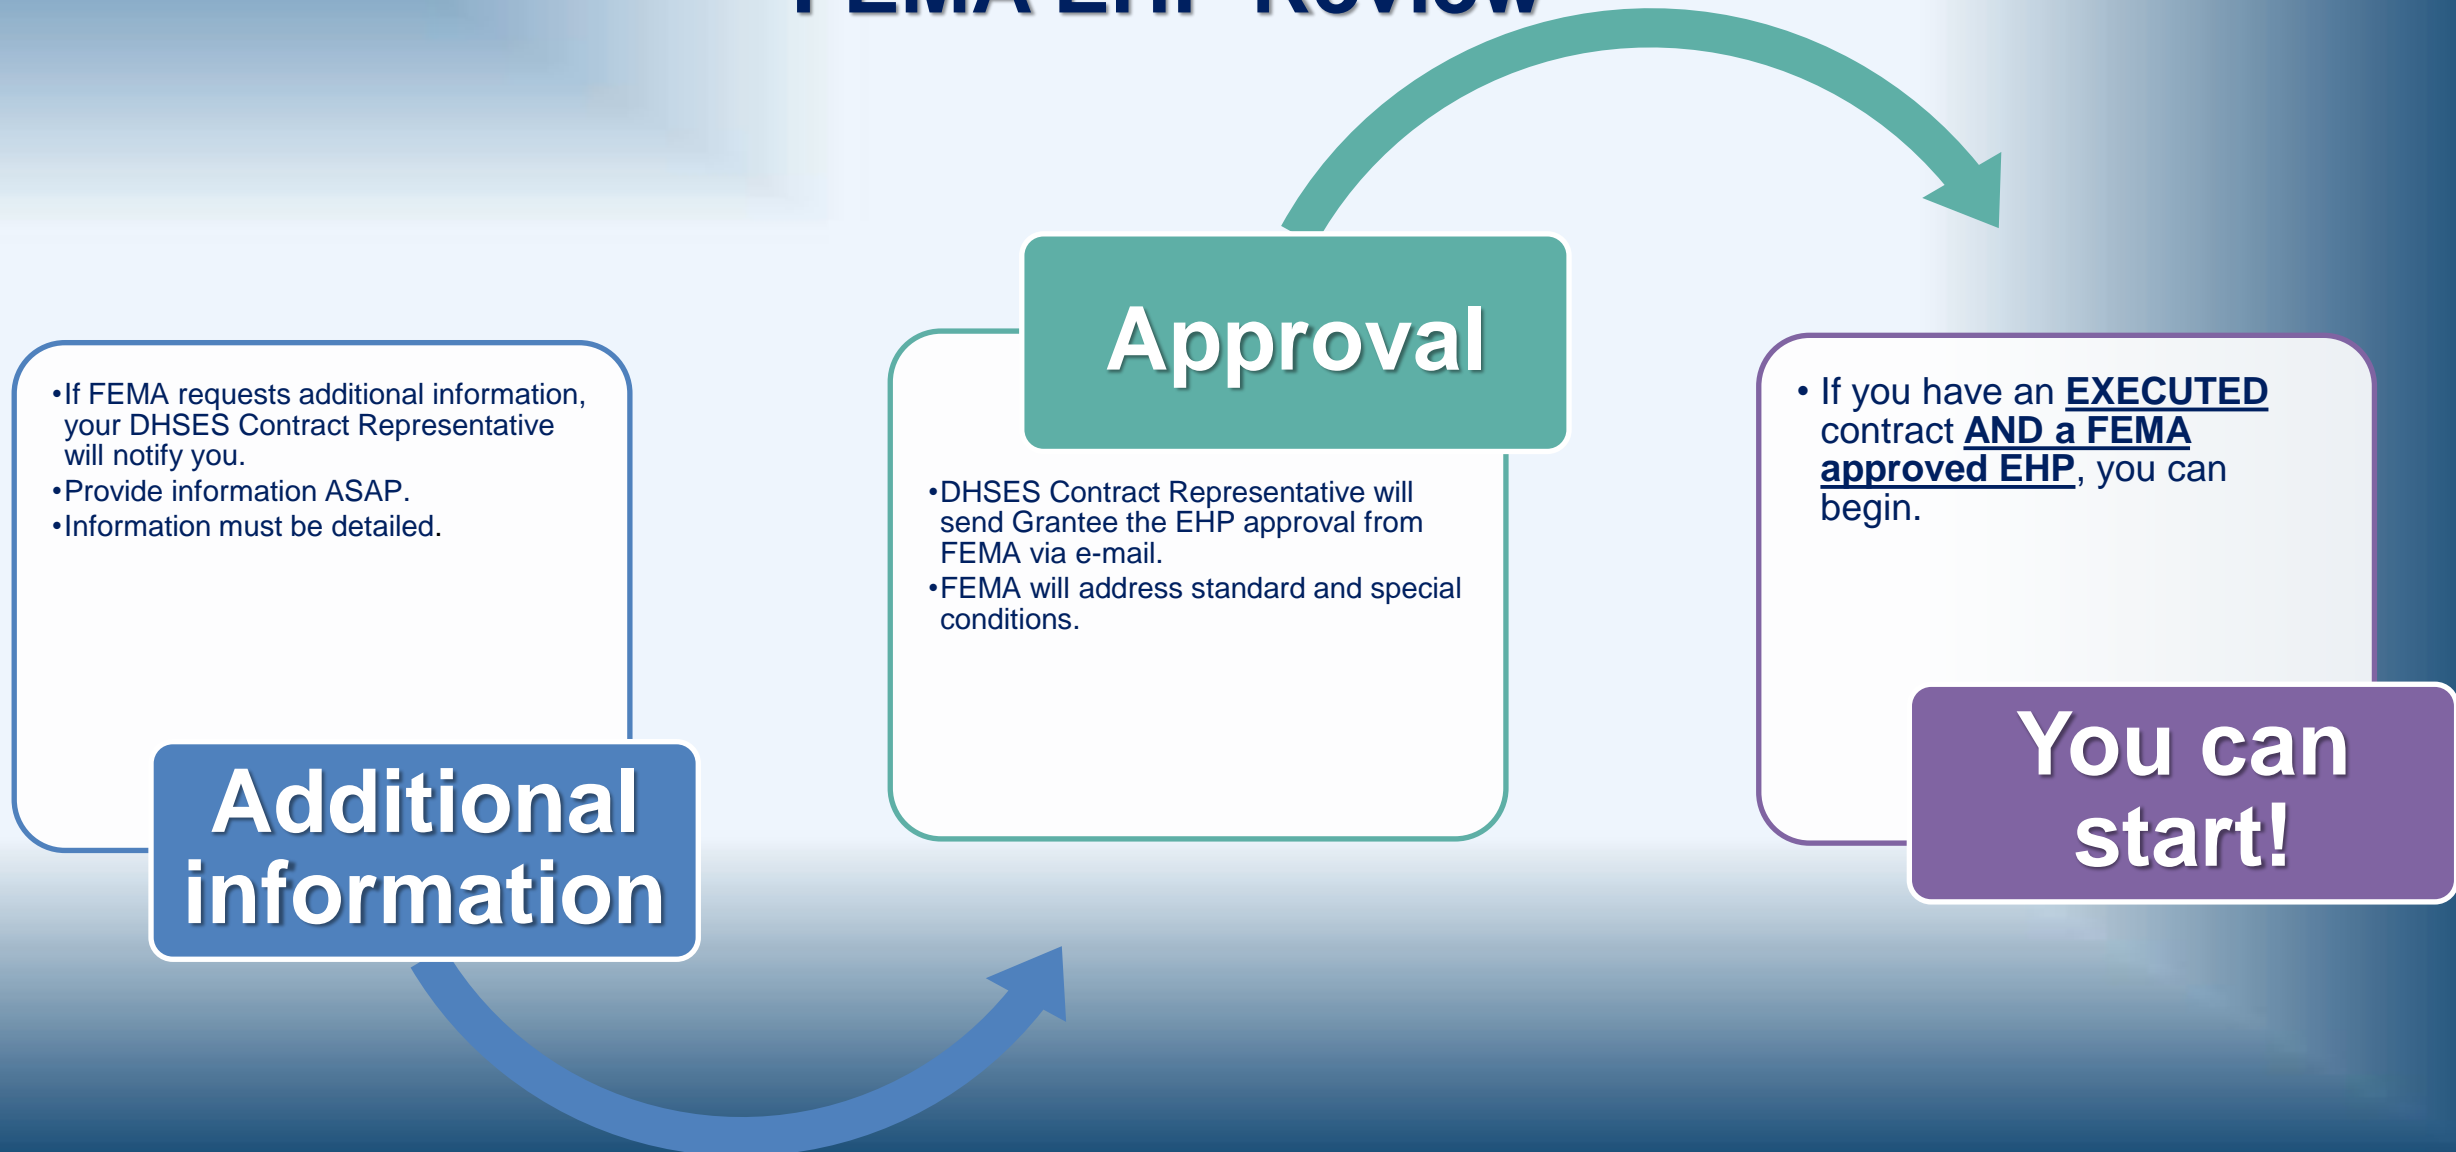 FEMA EHP Review
•If FEMA requests additional information,
your DHSES Contract Representative
will notify you.
•Provide information ASAP.
•Information must be detailed.
Additional
information
Approval
•DHSES Contract Representative will
send Grantee the EHP approval from
FEMA via e-mail.
•FEMA will address standard and special
conditions.
• If you have an EXECUTED
contract AND a FEMA
approved EHP, you can
begin.
You can
start!